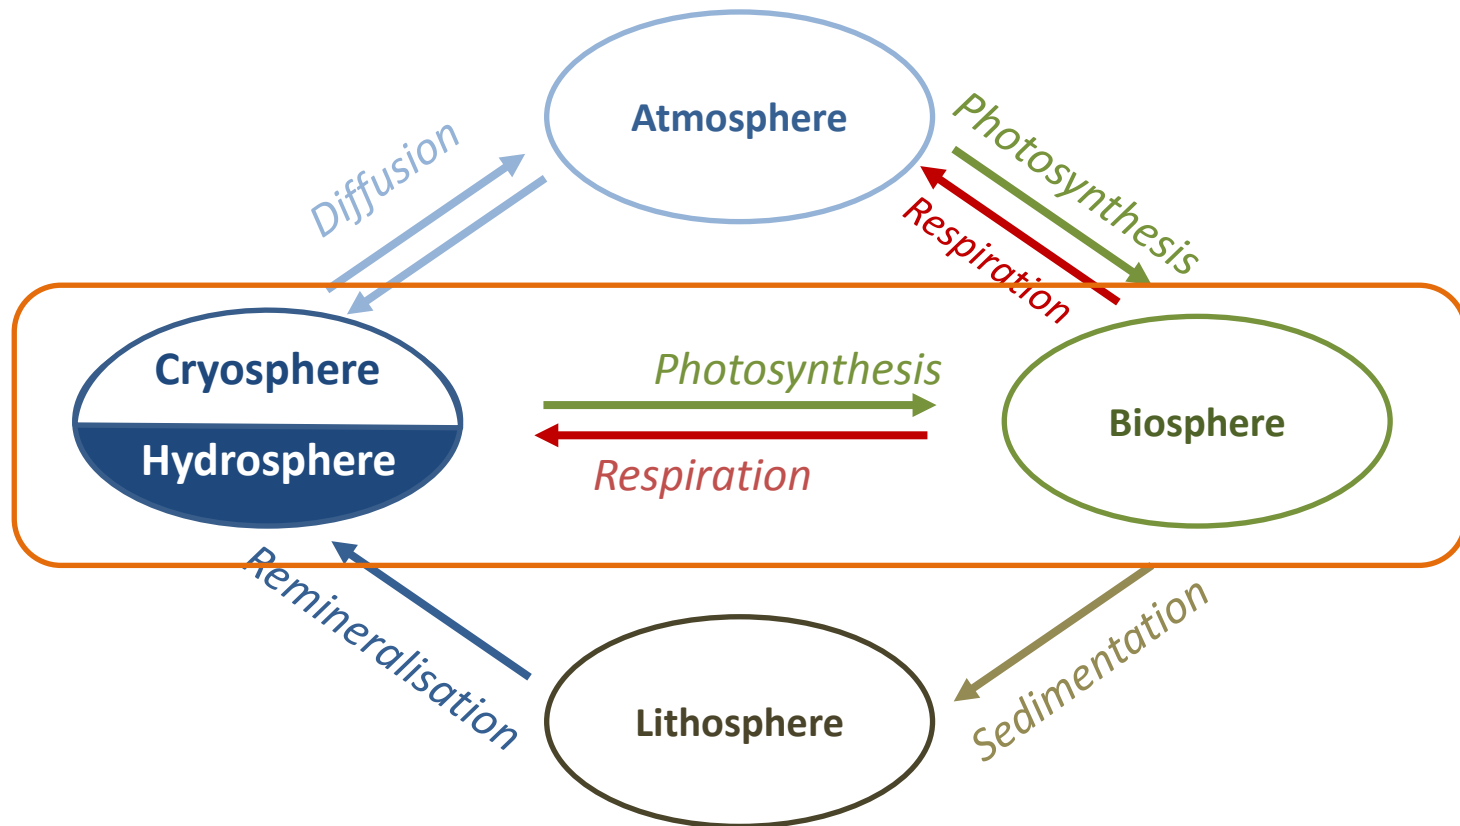 Atmosphere
Diffusion
Photosynthesis
Respiration
Cryosphere
Hydrosphere
Photosynthesis
Respiration
Biosphere
Remineralisation
Lithosphere
Sedimentation